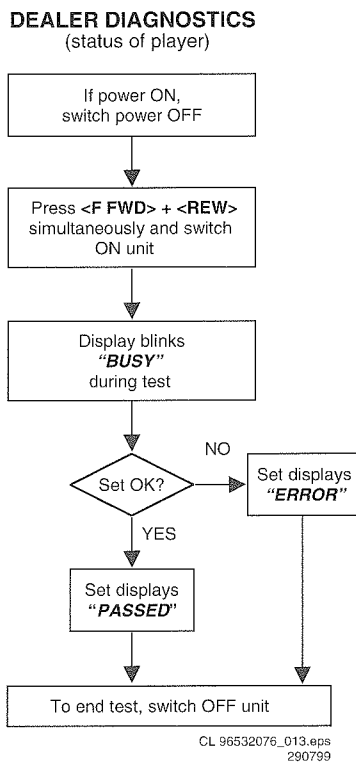 DEALER DIAGNOSTICS
(status of player)
If power ON,
switch power OFF
Press <F FWD> + <REW>
simultaneously and switch
ON unit
Display blinks
"BUSY"
during test
Set OK?
NO
Set displays
"ERROR"
YES
Set displays
"PASSED"
To end test, switch OFF unit
CL 96532076_013.eps
290799